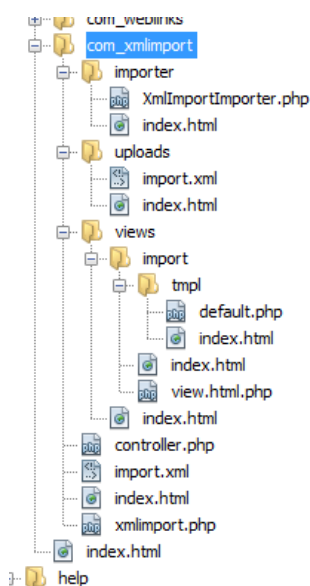 com_weblinks
com_xmlimport
importer
XmlImportImporter.php
index.html
uploads
import.xml
index.html
views
import
tmpl
default.php
index.html
index.html
view.html.php
index.html
controller.php
import.xml
index.html
xmlimport.php
index.html
help